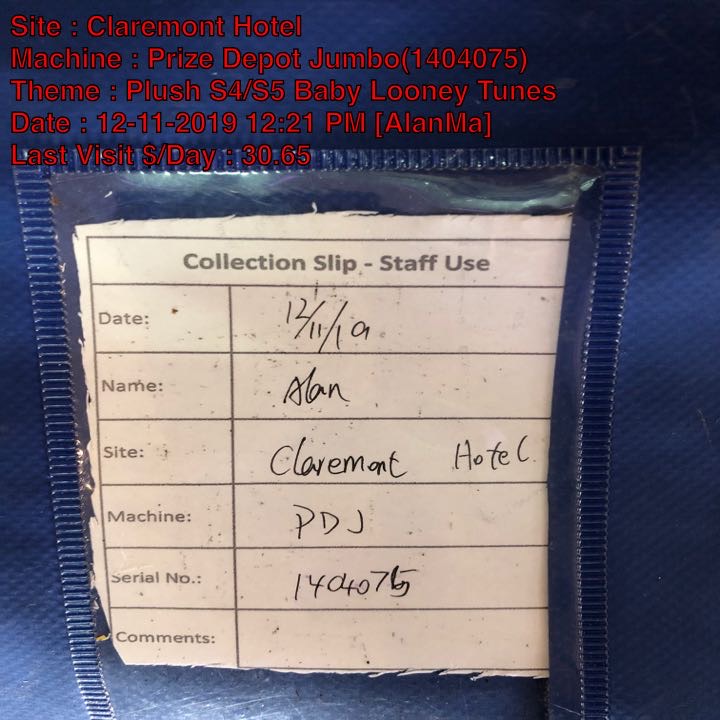 Site : Claremont Hotel
Machine : Prize Depot Jumbo(1404075)
Theme : Plush S4/S5 Baby Looney Tunes
Date : 12-11-2019 12:21 PM [AlanMa]
Last Visit $/Day : 30.65
Collection Slip - Staff Use
Date: 12/11/19
Name: Alan
Site: Claremont Hotel
Machine: PDJ
Serial No.: 1404075
Comments: